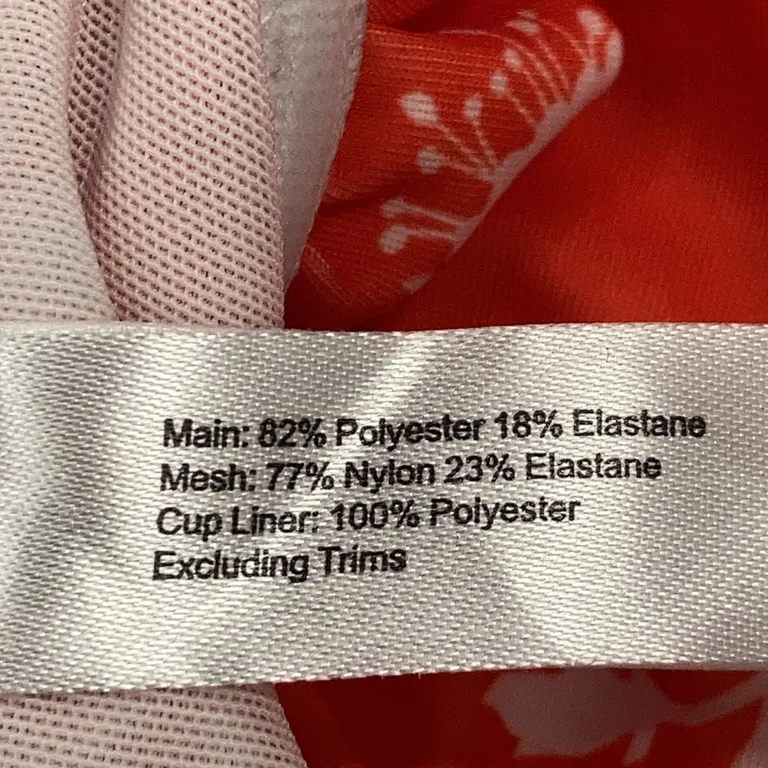 Main: 82% Polyester 18% Elastane
Mesh: 77% Nylon 23% Elastane
Cup Liner: 100% Polyester
Excluding Trims